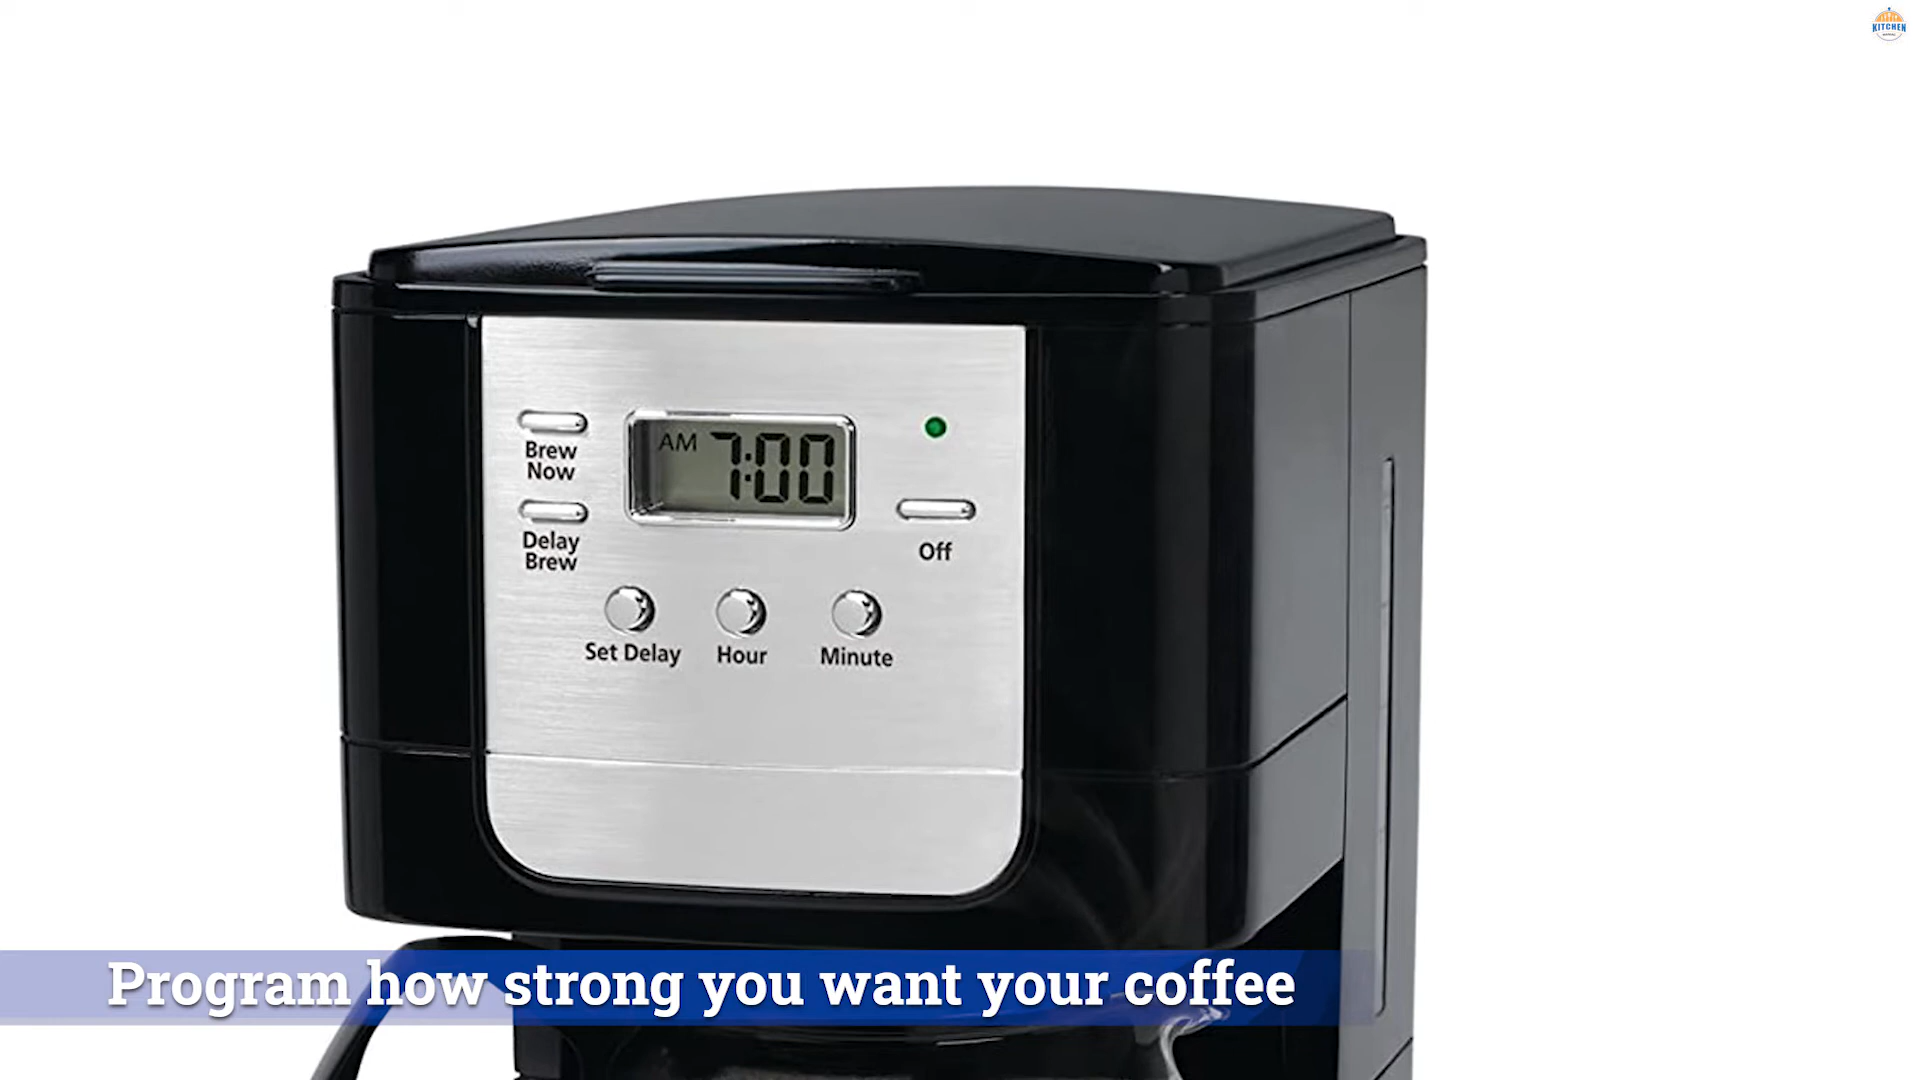 KITCHEN
AM 7:00
Brew
Now
Delay
Brew
Off
Set Delay Hour Minute
Program how strong you want your coffee